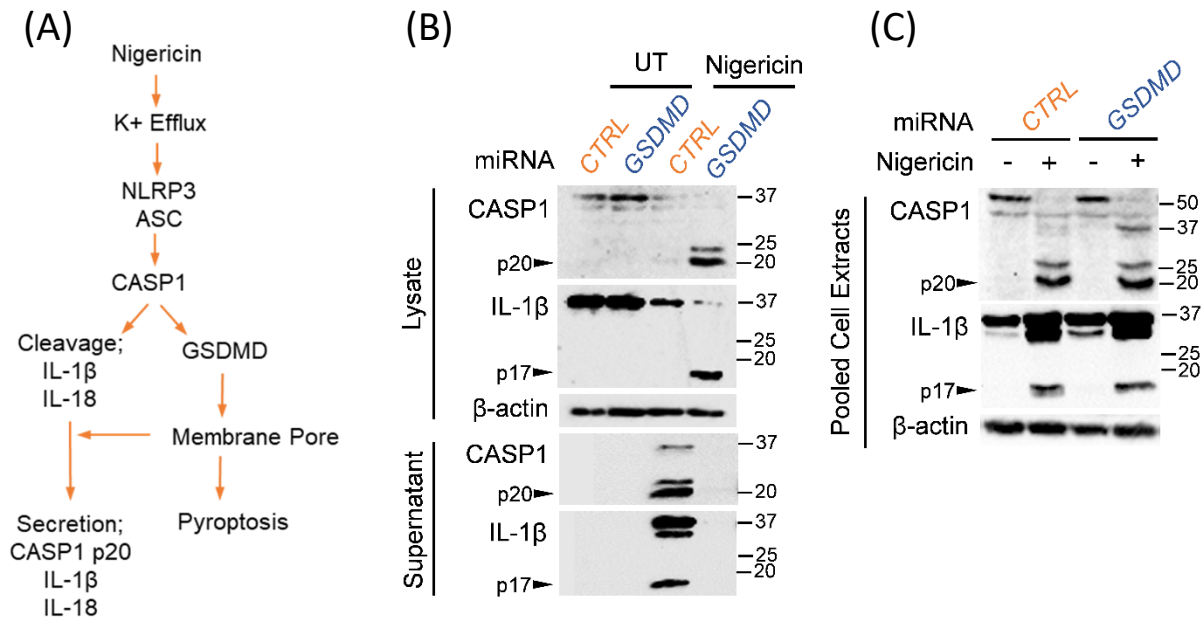 (A)
Nigericin
K+ Efflux
NLRP3
ASC
CASP1
Cleavage;
IL-1β
IL-18
GSDMD
Membrane Pore
Secretion;
CASP1 p20
IL-1β
IL-18
Pyroptosis
(B)
UT Nigericin
miRNA CTRL GSDMD CTRL GSDMD
Lysate
CASP1 37
25
p20 20
IL-1β 37
25
20
p17
β-actin
Supernatant
CASP1 37
p20 20
IL-1β 37
25
20
p17
(C)
miRNA CTRL GSDMD
Nigericin - + - +
Pooled Cell Extracts
CASP1 50
37
25
p20 20
IL-1β 37
25
20
p17
β-actin